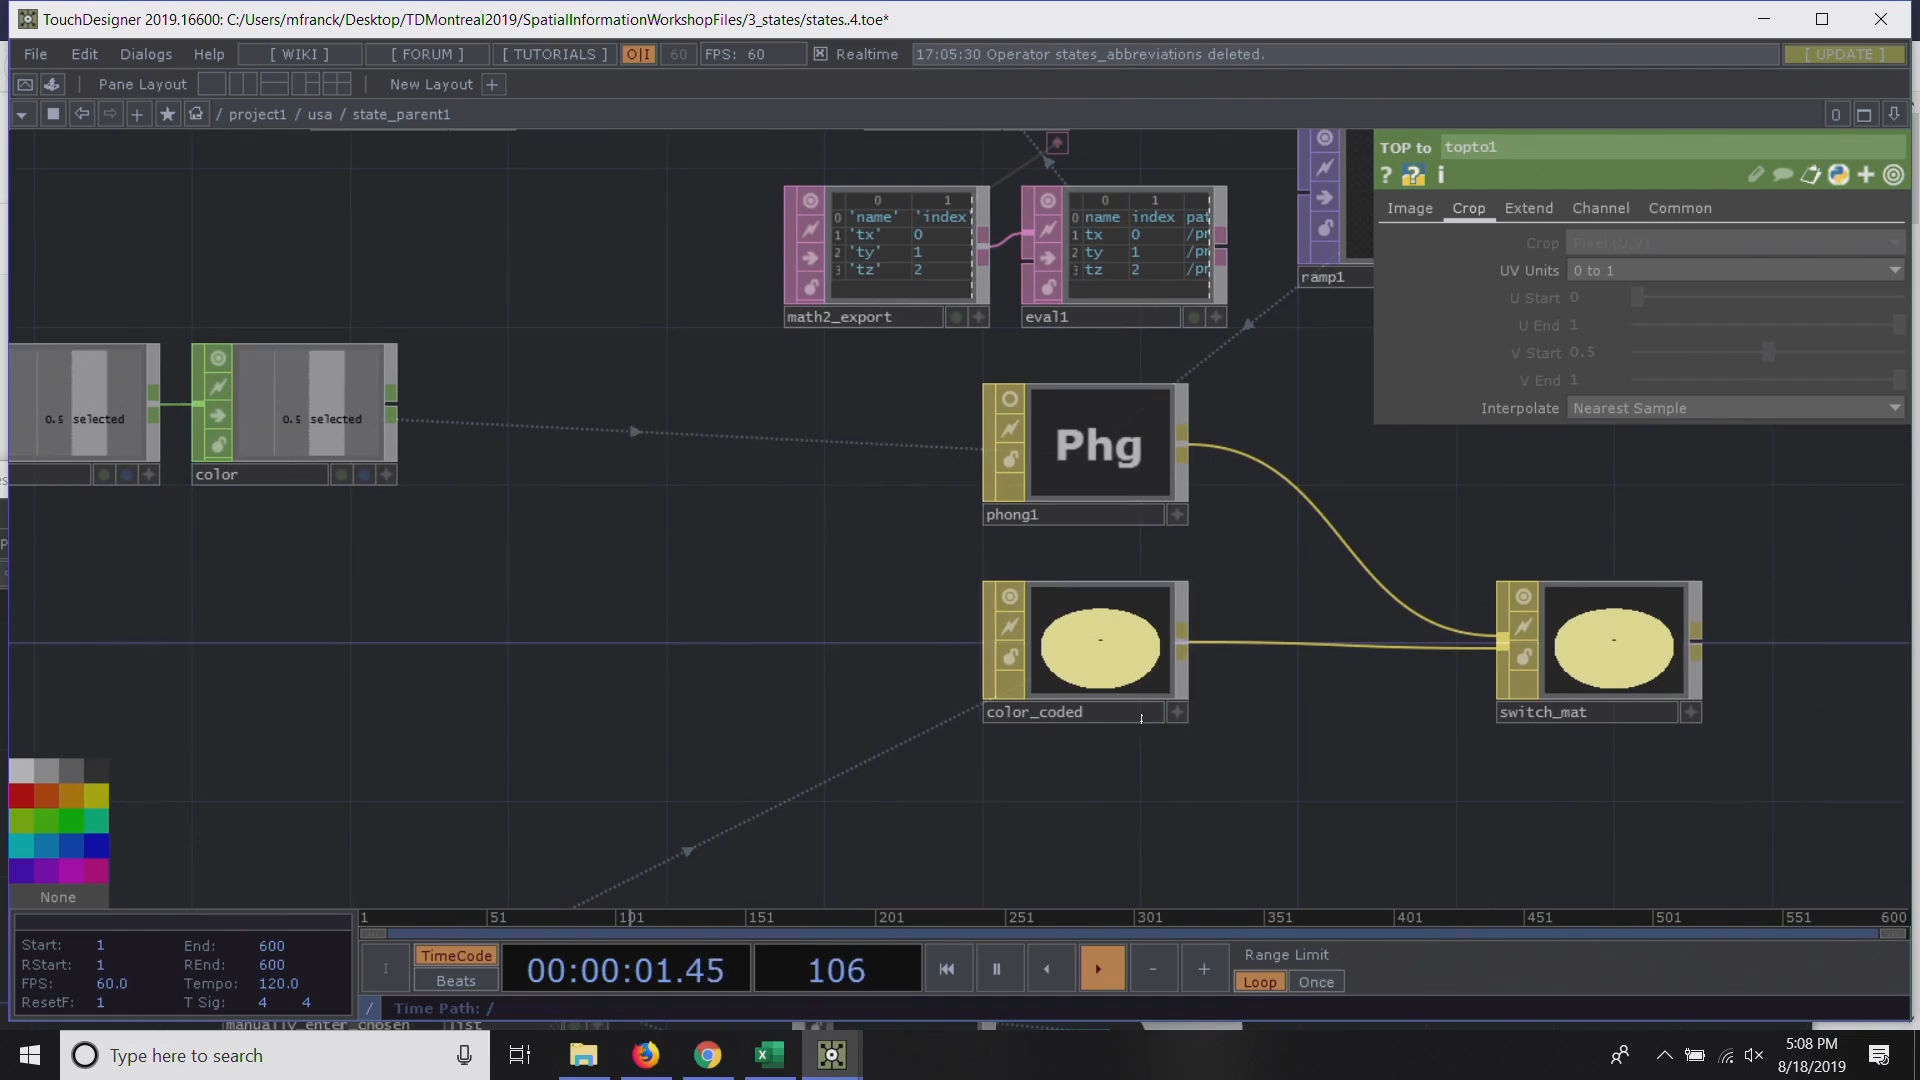 TouchDesigner 2019.16600: C:/Users/mfranck/Desktop/TDMontreal2019/SpatialInformationWorkshopFiles/3_states/states..4.toe*
File Edit Dialogs Help [ WIKI ] [ FORUM ] [ TUTORIALS ] O|I 60 FPS: 60 Realtime 17:05:30 Operator states_abbreviations deleted. [ UPDATE ]
Pane Layout New Layout +
/ project1 / usa / state_parent1 0
TOP to topto1
? ? i
Image Crop Extend Channel Common
Crop Pixel (U,V)
UV Units 0 to 1
U Start 0
U End 1
V Start 0.5
V End 1
Interpolate Nearest Sample
0 1
0 'name' 'index'
1 'tx' 0
2 'ty' 1
3 'tz' 2
math2_export
0 1
0 name index pat
1 tx 0 /pr
2 ty 1 /pr
3 tz 2 /pr
eval1
ramp1
0.5 selected
0.5 selected
color
Phg
phong1
color_coded
switch_mat
None
1 51 101 151 201 251 301 351 401 451 501 551 600
Start: 1 End: 600
RStart: 1 REnd: 600
FPS: 60.0 Tempo: 120.0
ResetF: 1 T Sig: 4 4
TimeCode
Beats
00:00:01.45 106
Range Limit
Loop Once
/ Time Path: /
manually_enter_chosen list
Type here to search
5:08 PM
8/18/2019